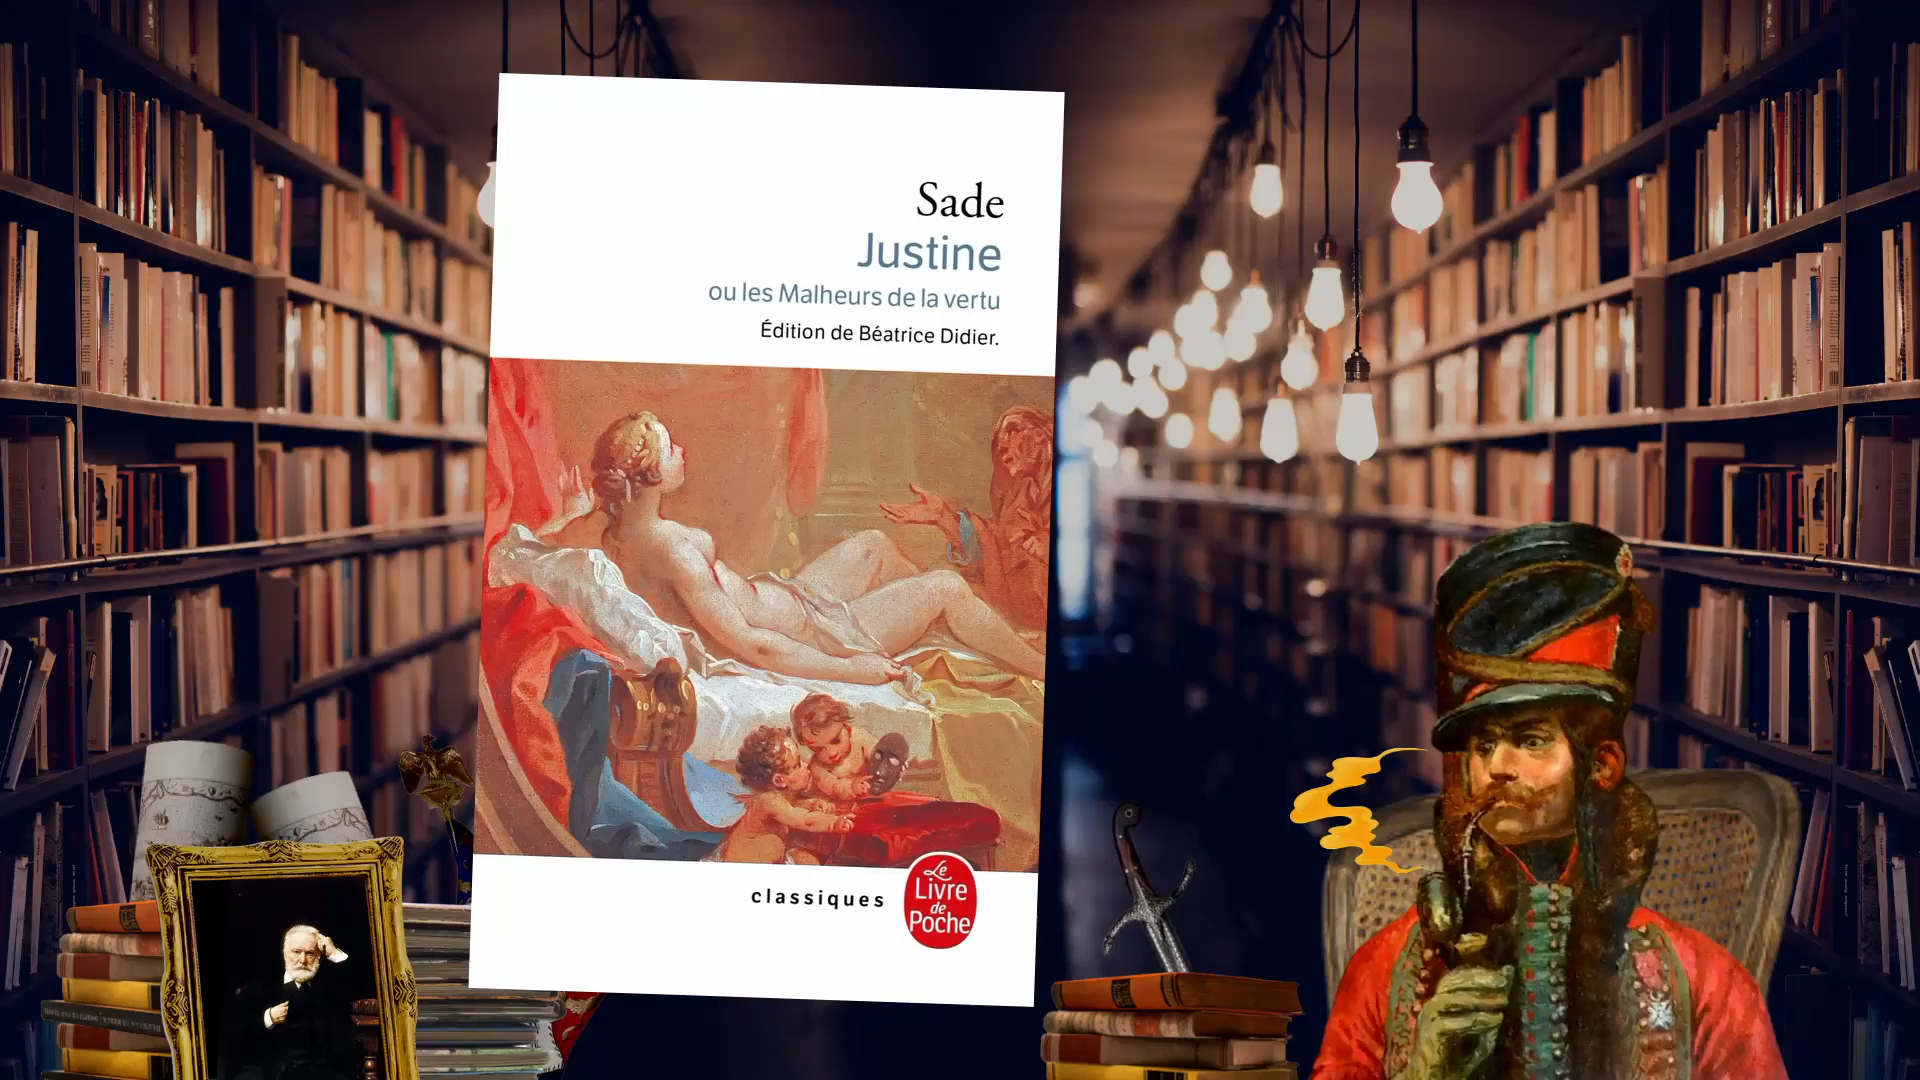 Sade
Justine
ou les Malheurs de la vertu
Édition de Béatrice Didier.
classiques
Le
Livre
de
Poche